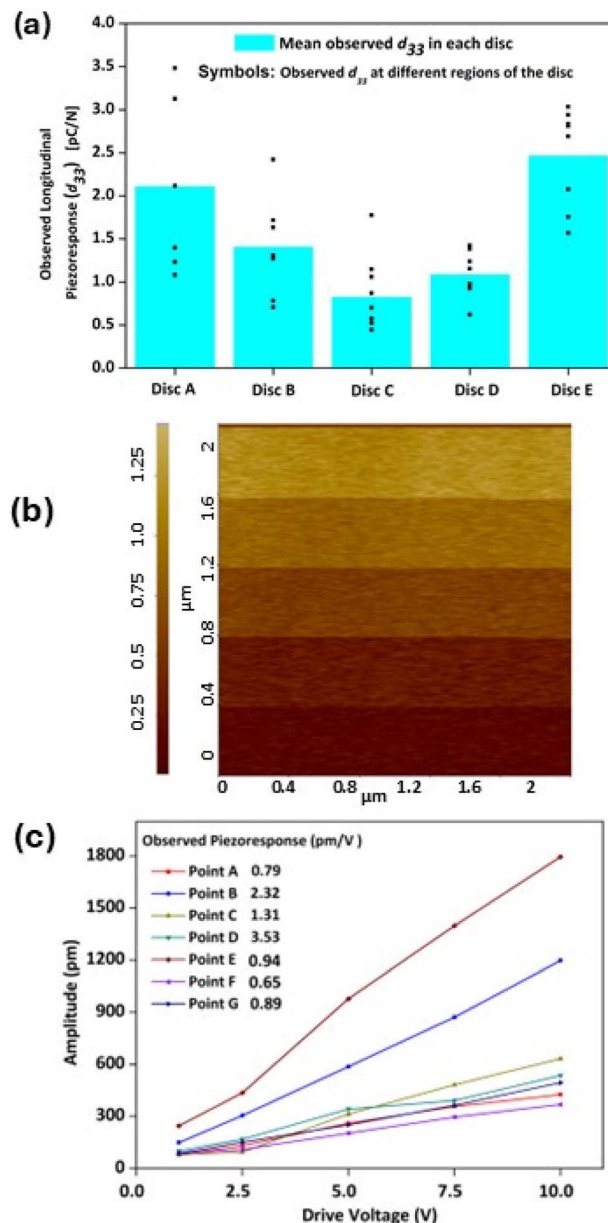 (a)
Observed Longitudinal
Piezoresponse (d33) [pC/N]
4.0
3.5
3.0
2.5
2.0
1.5
1.0
0.5
0.0
Mean observed d33 in each disc
Symbols: Observed d33 at different regions of the disc
Disc A Disc B Disc C Disc D Disc E
(b)
1.25
1.0
0.75
0.5
0.25
µm
2
1.6
1.2
0.8
0.4
0
0 0.4 0.8 1.2 1.6 2
µm
(c)
Amplitude (pm)
1800
1500
1200
900
600
300
0
Observed Piezoresponse (pm/V )
Point A 0.79
Point B 2.32
Point C 1.31
Point D 3.53
Point E 0.94
Point F 0.65
Point G 0.89
0.0 2.5 5.0 7.5 10.0
Drive Voltage (V)